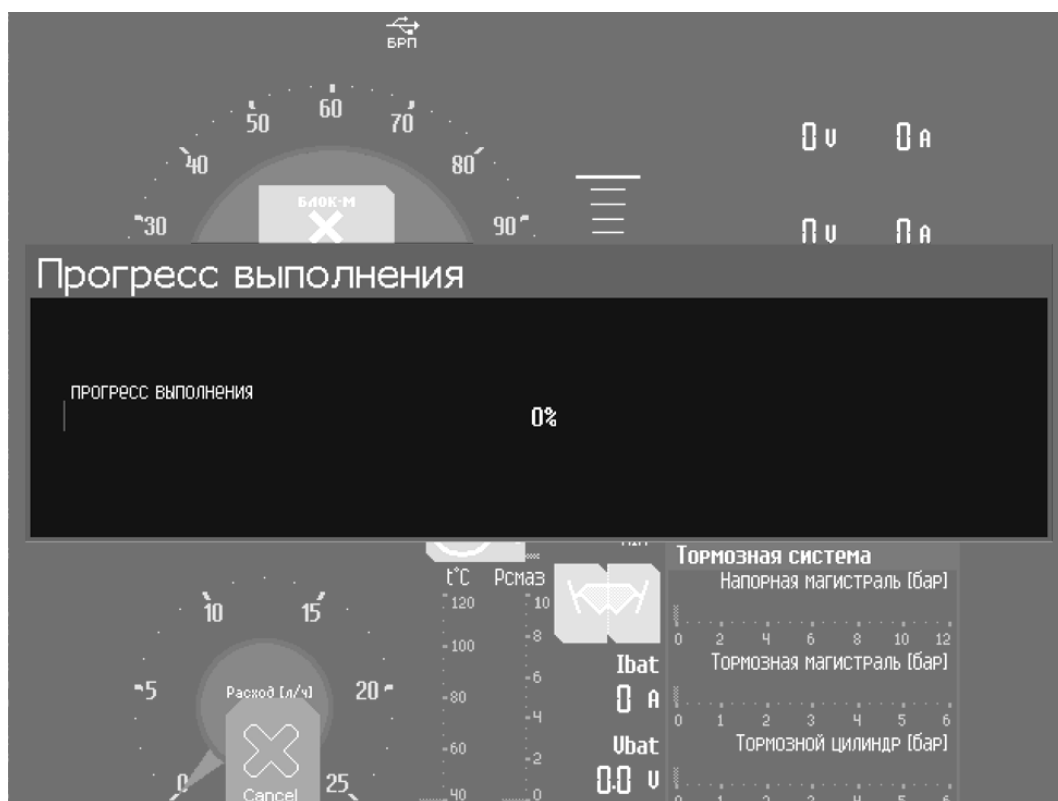 БРП
50 60 70
40 80
30 90
БЛОК-М
0 V 0 A
0 V 0 A
Прогресс выполнения
прогресс выполнения
0%
Тормозная система
t°C Рсмаз
Напорная магистраль [бар]
10 15
120 10
0 2 4 6 8 10 12
100 8
Ibat
Тормозная магистраль [бар]
5 Расход [л/ч] 20
80 6
0 A
0 1 2 3 4 5 6
4
Vbat
Тормозной цилиндр [бар]
60 2
0.0 V
0 25
Cancel
40 0